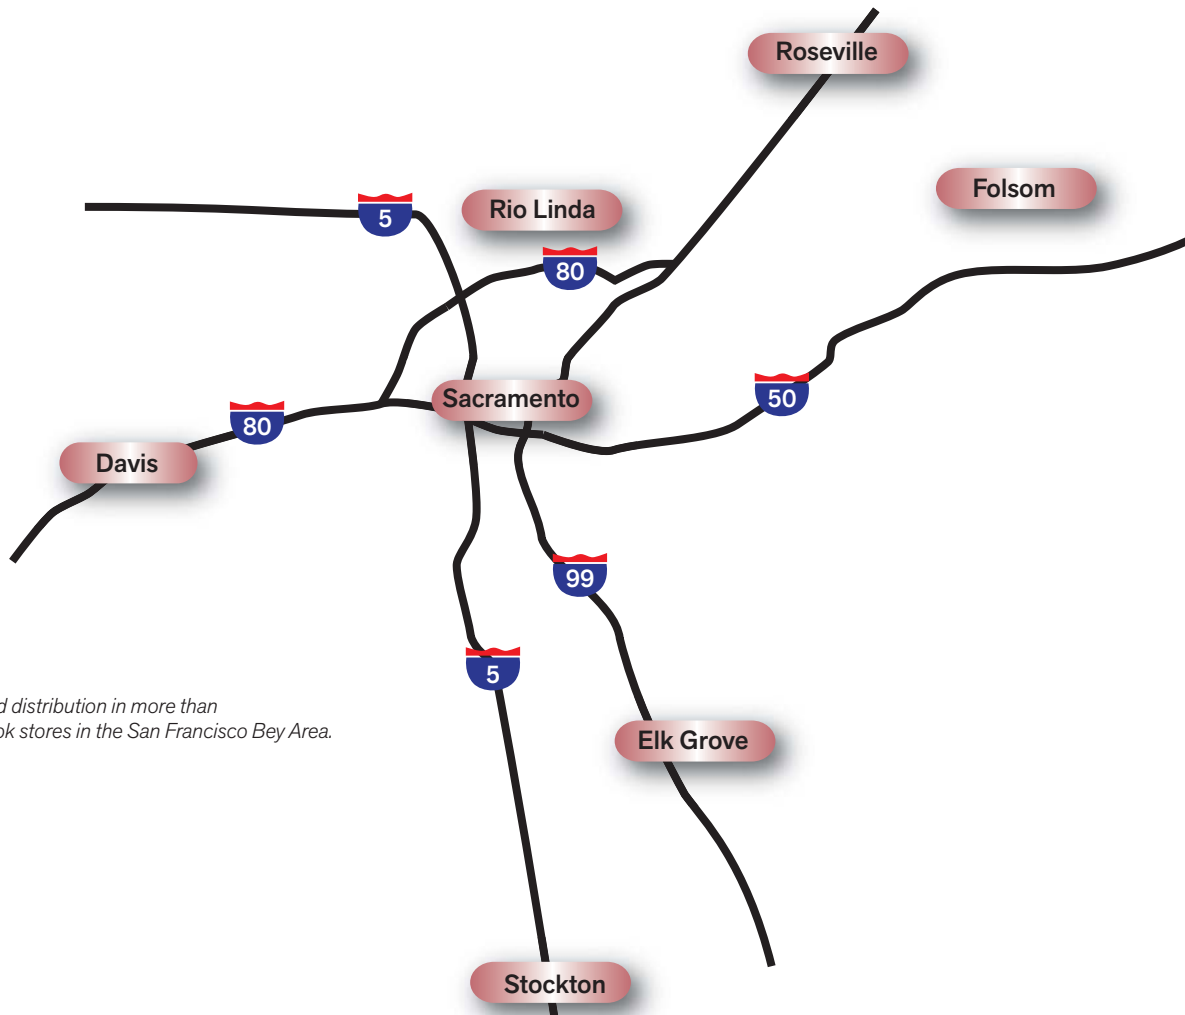 Roseville
Folsom
5
Rio Linda
80
Sacramento
50
80
Davis
99
5
distribution in more than
stores in the San Francisco Bey Area.
Elk Grove
Stockton